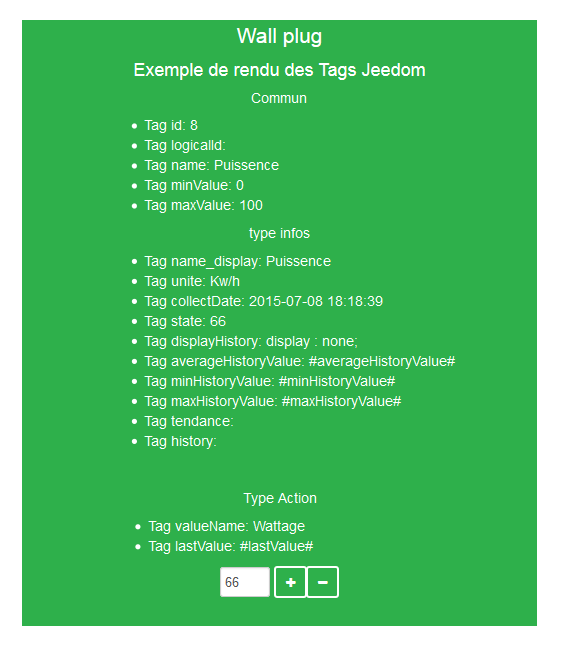 Wall plug
Exemple de rendu des Tags Jeedom
Commun
Tag id: 8
Tag logicalId:
Tag name: Puissence
Tag minValue: 0
Tag maxValue: 100
type infos
Tag name_display: Puissence
Tag unite: Kw/h
Tag collectDate: 2015-07-08 18:18:39
Tag state: 66
Tag displayHistory: display : none;
Tag averageHistoryValue: #averageHistoryValue#
Tag minHistoryValue: #minHistoryValue#
Tag maxHistoryValue: #maxHistoryValue#
Tag tendance:
Tag history:
Type Action
Tag valueName: Wattage
Tag lastValue: #lastValue#
66 + −